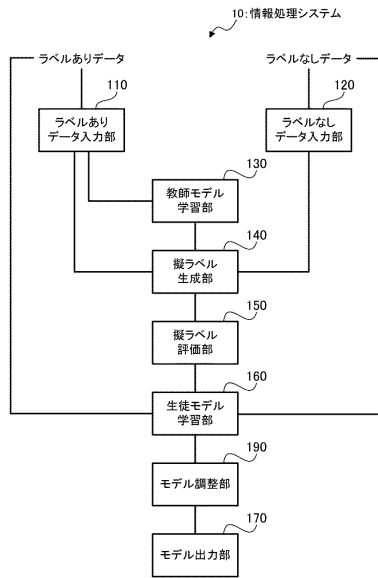 10:情報処理システム
ラベルありデータ
ラベルなしデータ
110
ラベルあり
データ入力部
120
ラベルなし
データ入力部
130
教師モデル
学習部
140
擬ラベル
生成部
150
擬ラベル
評価部
160
生徒モデル
学習部
190
モデル調整部
170
モデル出力部